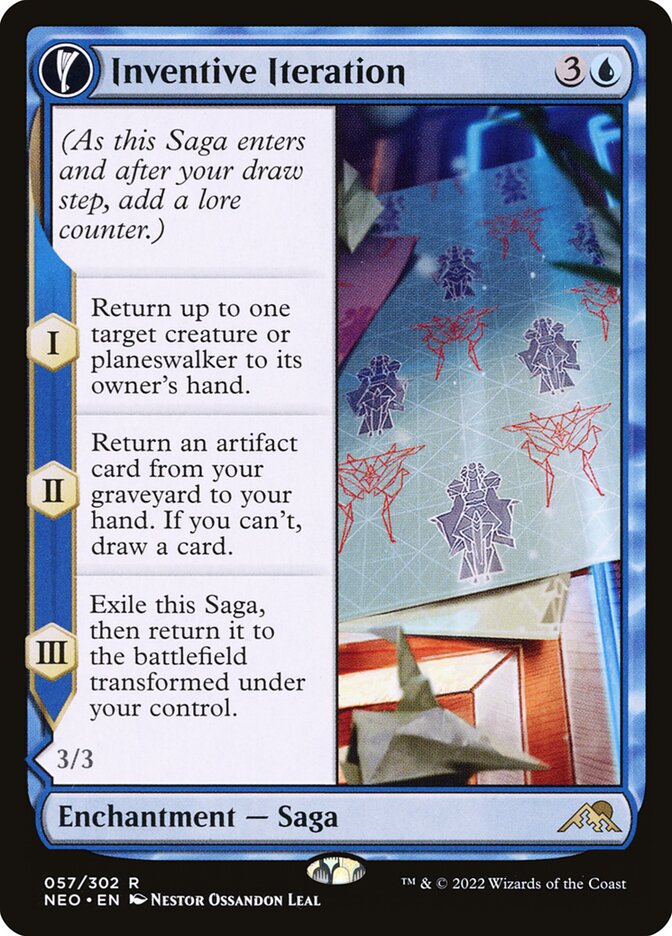 Inventive Iteration
3
(As this Saga enters
and after your draw
step, add a lore
counter.)
I
Return up to one
target creature or
planeswalker to its
owner's hand.
II
Return an artifact
card from your
graveyard to your
hand. If you can't,
draw a card.
III
Exile this Saga,
then return it to
the battlefield
transformed under
your control.
3/3
Enchantment — Saga
057/302 R
NEO • EN Nestor Ossandon Leal
™ & © 2022 Wizards of the Coast